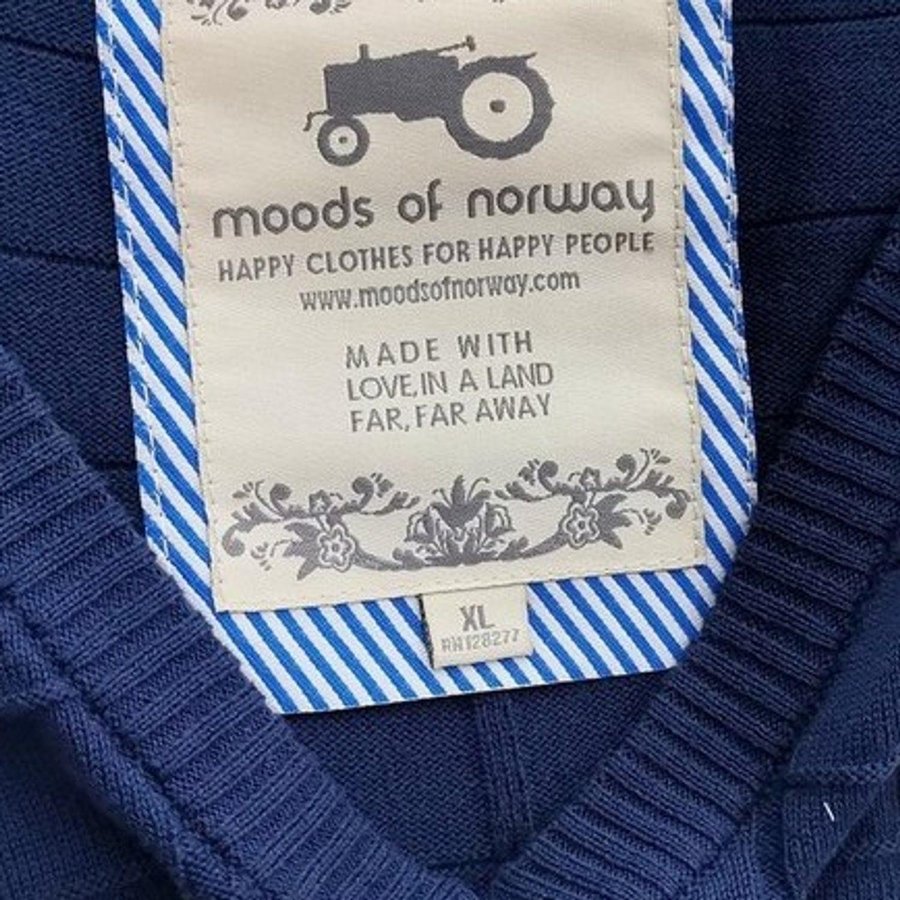 moods of norway
HAPPY CLOTHES FOR HAPPY PEOPLE
www.moodsofnorway.com
MADE WITH
LOVE, IN A LAND
FAR, FAR AWAY
XL
RN128277